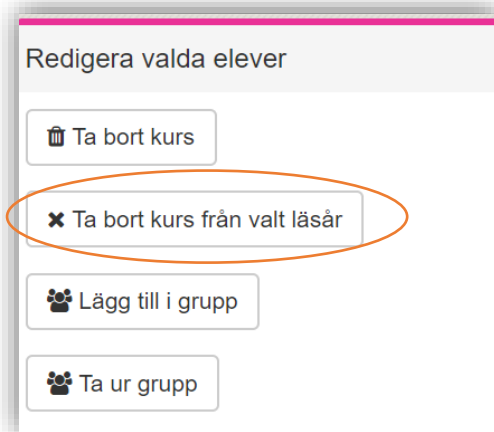 Redigera valda elever
Ta bort kurs
Ta bort kurs från valt läsår
Lägg till i grupp
Ta ur grupp